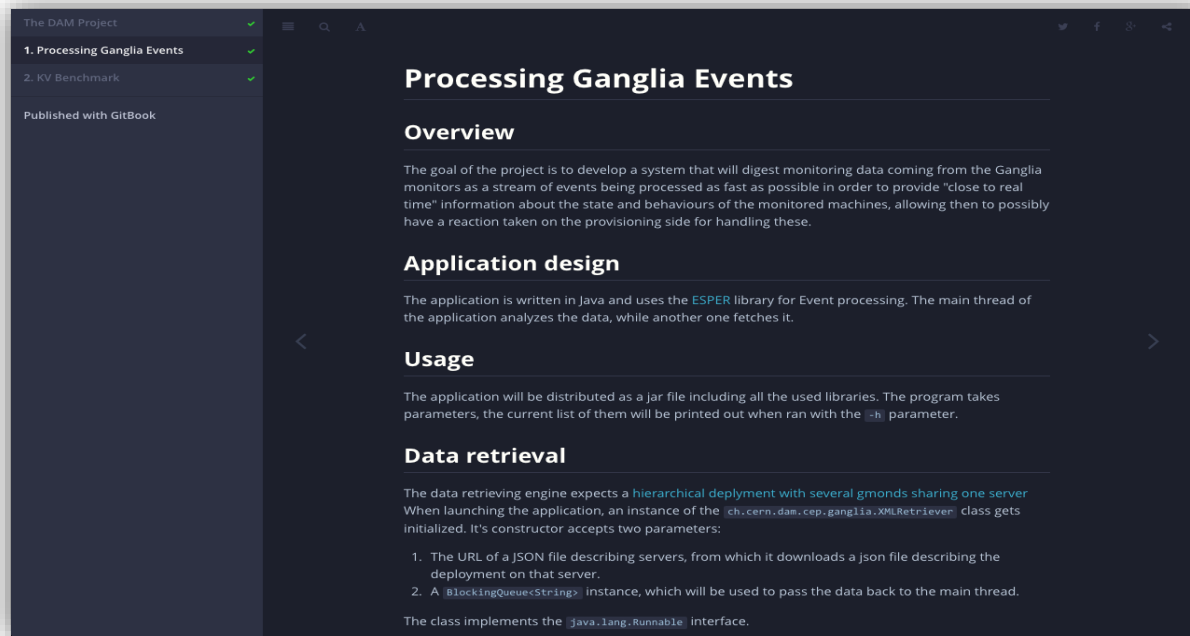 The DAM Project
1. Processing Ganglia Events
2. KV Benchmark
Published with GitBook
A
Processing Ganglia Events
Overview
The goal of the project is to develop a system that will digest monitoring data coming from the Ganglia
monitors as a stream of events being processed as fast as possible in order to provide "close to real
time" information about the state and behaviours of the monitored machines, allowing then to possibly
have a reaction taken on the provisioning side for handling these.
Application design
The application is written in Java and uses the ESPER library for Event processing. The main thread of
the application analyzes the data, while another one fetches it.
Usage
The application will be distributed as a jar file including all the used libraries. The program takes
parameters, the current list of them will be printed out when ran with the -h parameter.
Data retrieval
The data retrieving engine expects a hierarchical deplyment with several gmonds sharing one server
When launching the application, an instance of the ch.cern.dam.cep.ganglia.XMLRetriever class gets
initialized. It's constructor accepts two parameters:
1. The URL of a JSON file describing servers, from which it downloads a json file describing the
deployment on that server.
2. A BlockingQueue<String> instance, which will be used to pass the data back to the main thread.
The class implements the java.lang.Runnable interface.